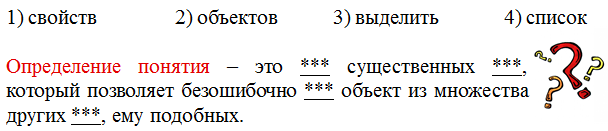 1) свойств 2) объектов 3) выделить 4) список
Определение понятия – это *** существенных ***,
который позволяет безошибочно *** объект из множества
других ***, ему подобных.